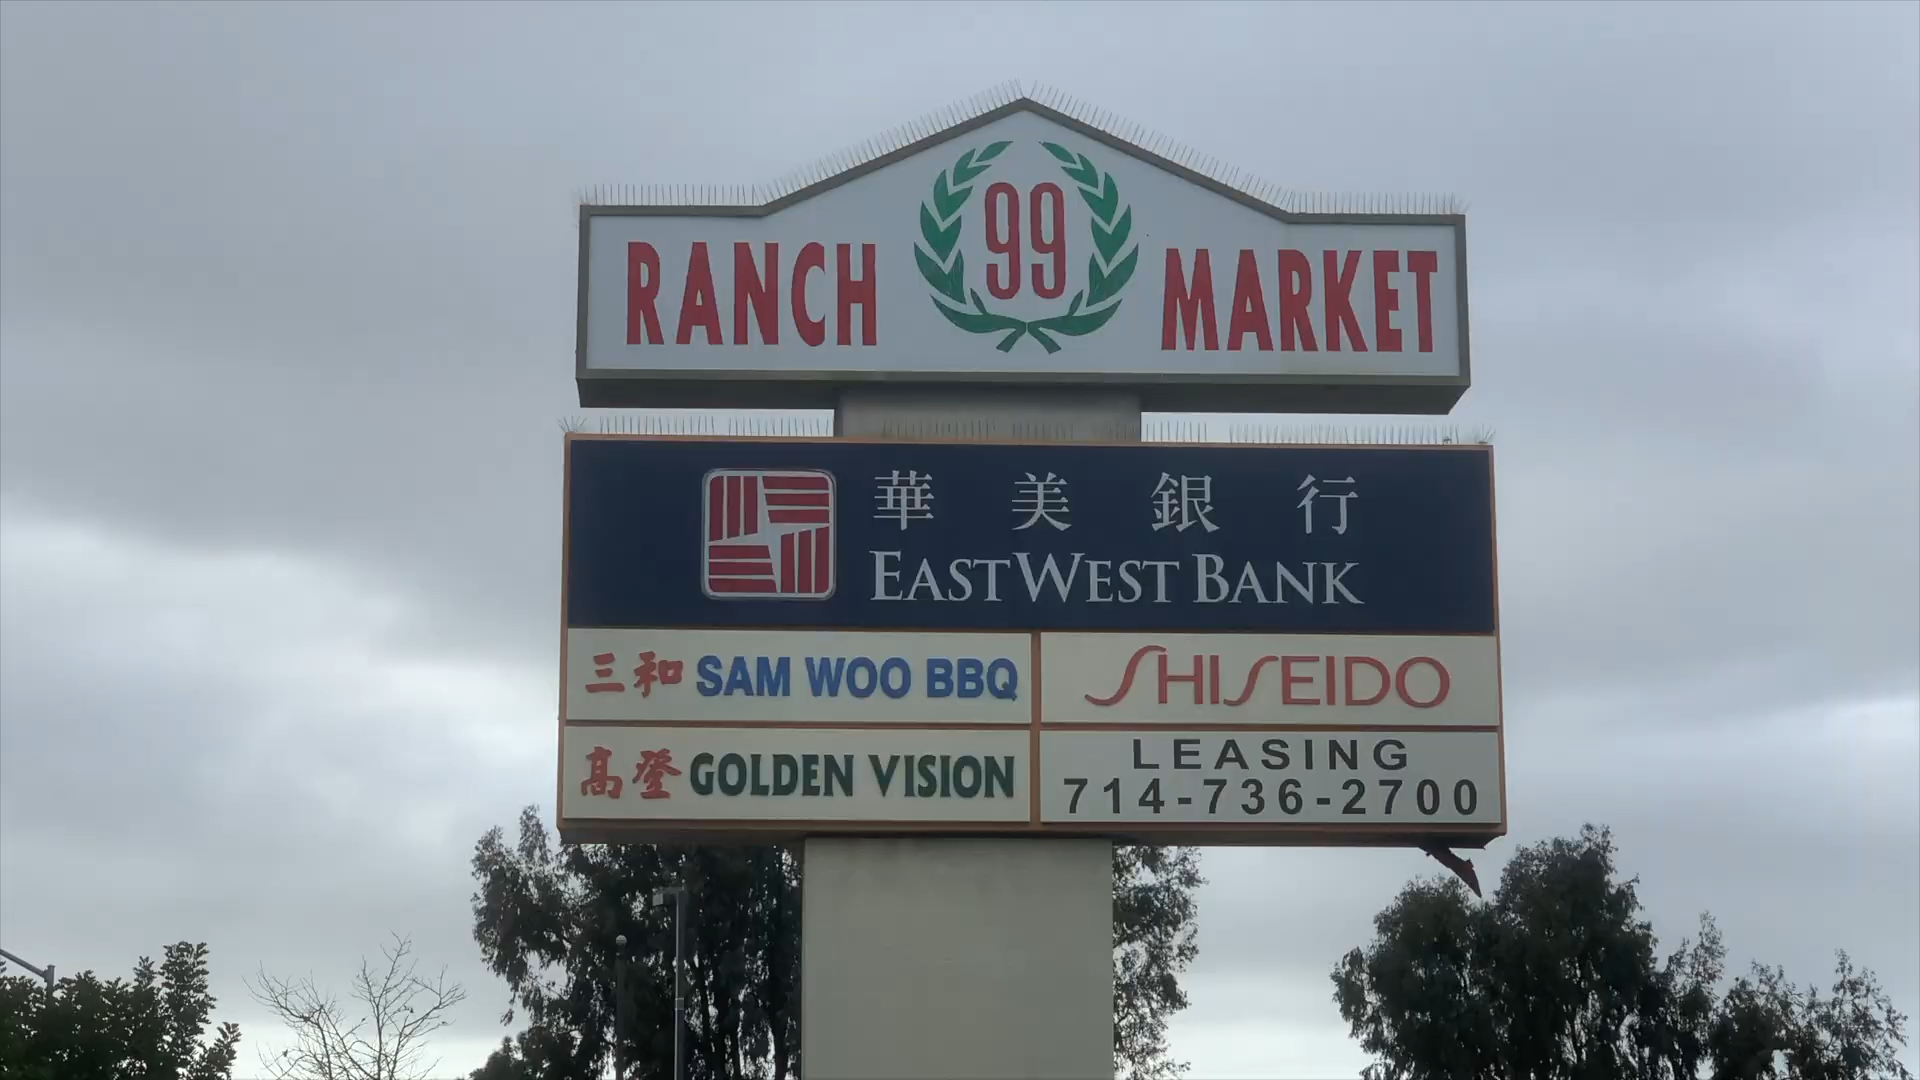 RANCH 99 MARKET
華美銀行
EASTWEST BANK
三和 SAM WOO BBQ
SHISEIDO
高登 GOLDEN VISION
LEASING
714-736-2700